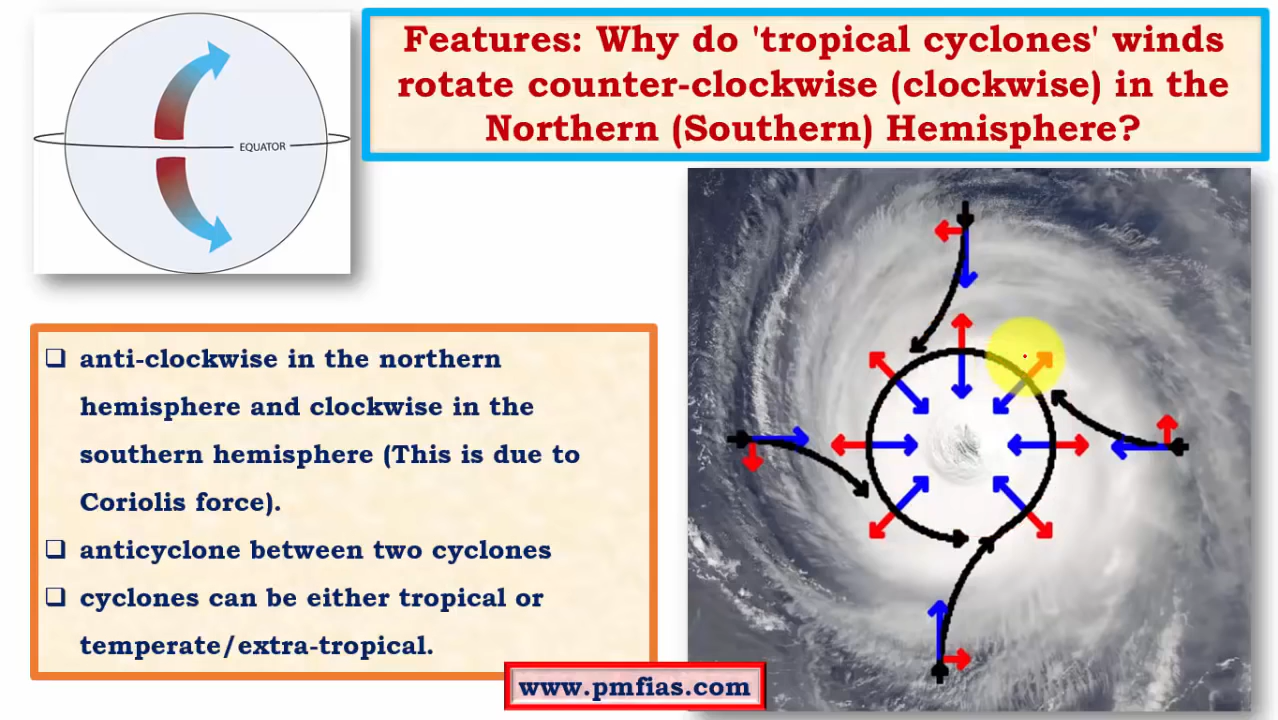 Features: Why do 'tropical cyclones' winds
rotate counter-clockwise (clockwise) in the
Northern (Southern) Hemisphere?
EQUATOR
❑ anti-clockwise in the northern
hemisphere and clockwise in the
southern hemisphere (This is due to
Coriolis force).
❑ anticyclone between two cyclones
❑ cyclones can be either tropical or
temperate/extra-tropical.
www.pmfias.com